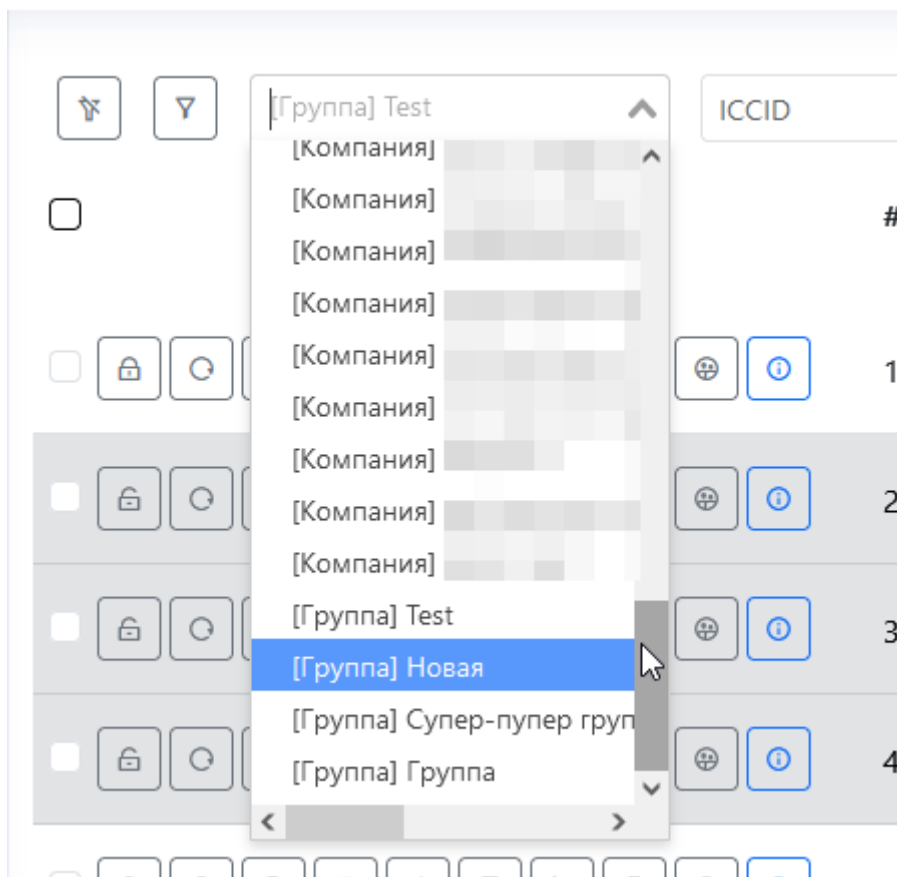 [Группа] Test
ICCID
[Компания]
[Компания]
#
[Компания]
[Компания]
[Компания]
1
[Компания]
[Компания]
[Компания]
2
[Компания]
[Группа] Test
3
[Группа] Новая
[Группа] Супер-пупер груп
[Группа] Группа
4